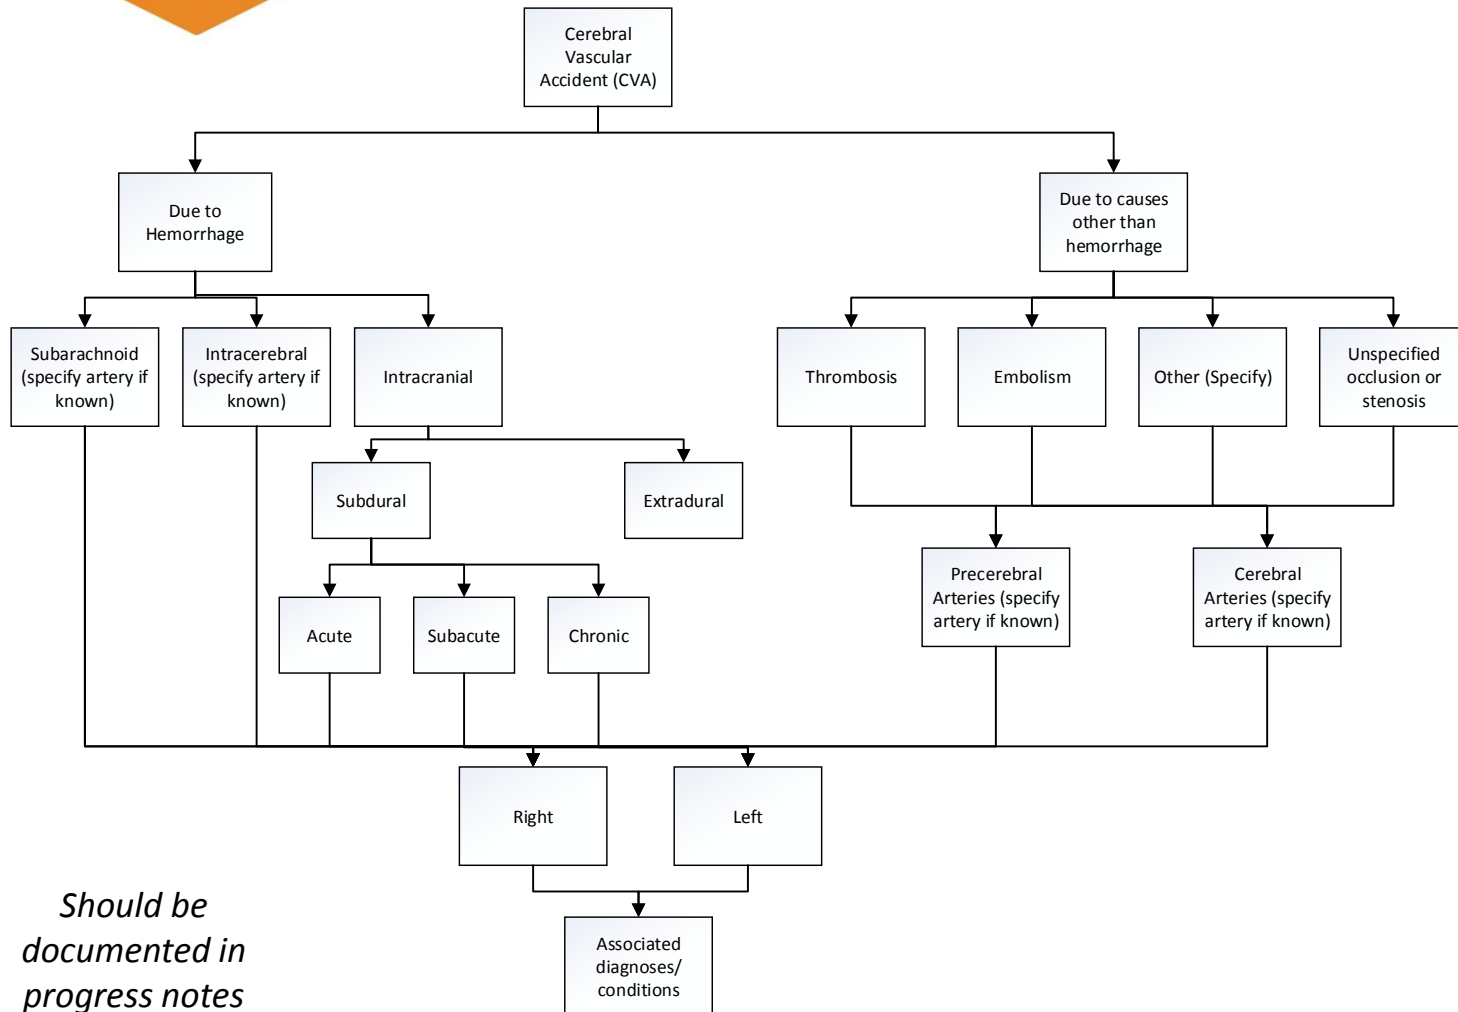 Cerebral
Vascular
Accident (CVA)
Due to
Hemorrhage
Due to causes
other than
hemorrhage
Subarachnoid
(specify artery if
known)
Intracerebral
(specify artery if
known)
Intracranial
Thrombosis
Embolism
Other (Specify)
Unspecified
occlusion or
stenosis
Subdural
Extradural
Acute
Subacute
Chronic
Precerebral
Arteries (specify
artery if known)
Cerebral
Arteries (specify
artery if known)
Right
Left
Associated
diagnoses/
conditions
Should be
documented in
progress notes